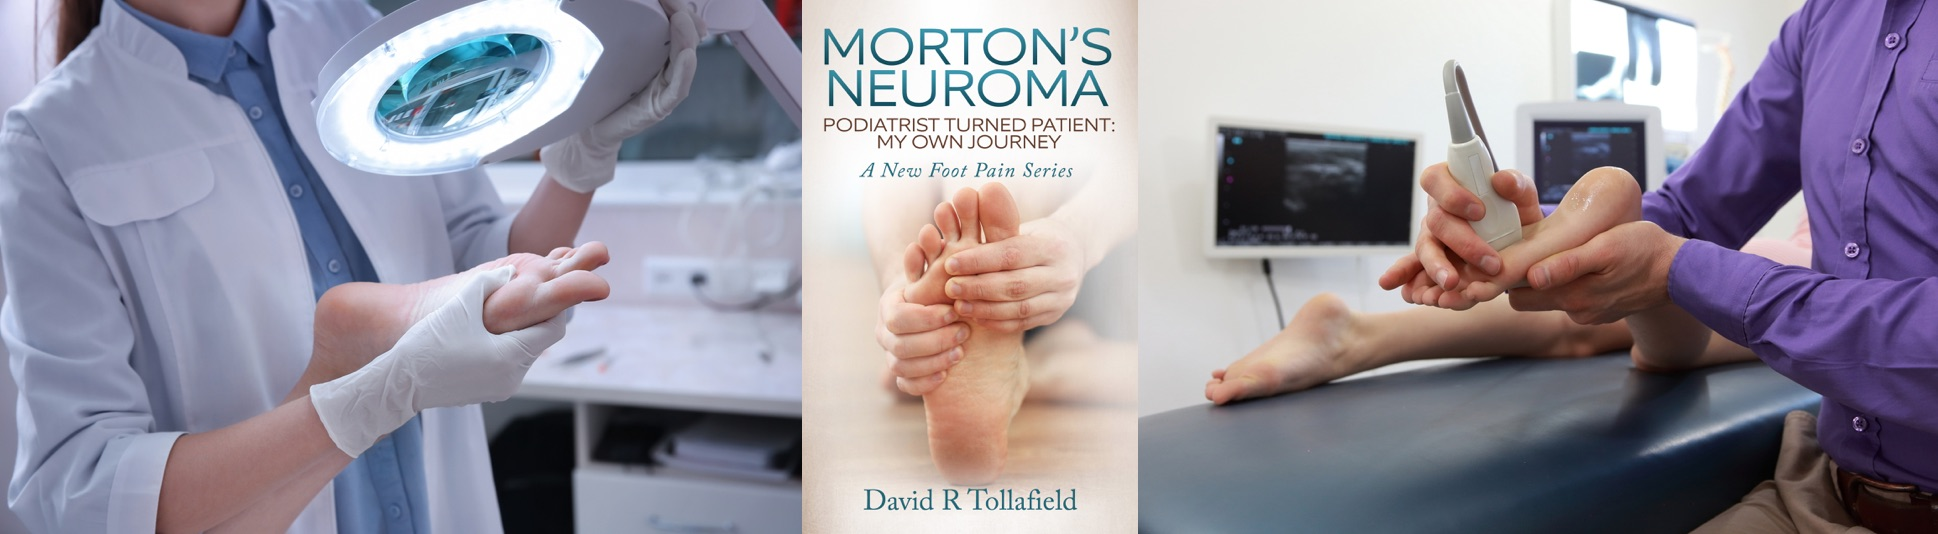 MORTON'S
NEUROMA
PODIATRIST TURNED PATIENT:
MY OWN JOURNEY
A New Foot Pain Series
David R Tollafield